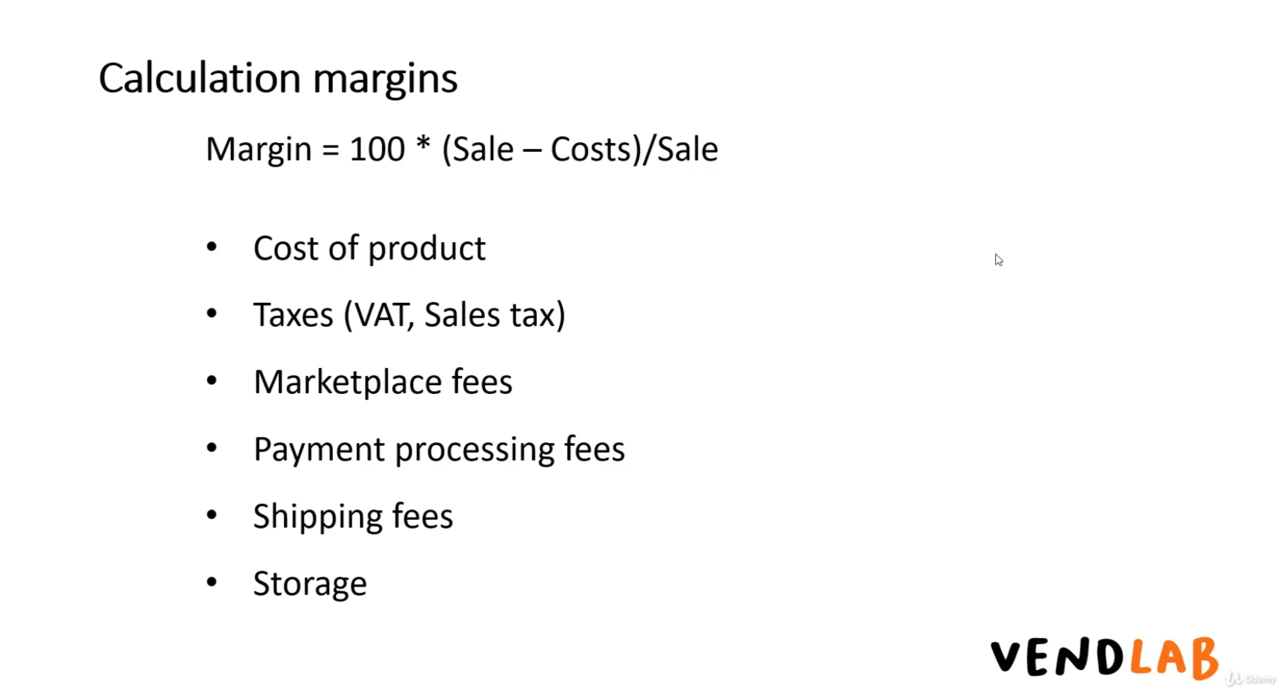 Calculation margins
Margin = 100 * (Sale – Costs)/Sale
• Cost of product
• Taxes (VAT, Sales tax)
• Marketplace fees
• Payment processing fees
• Shipping fees
• Storage
VENDLAB
Udemy